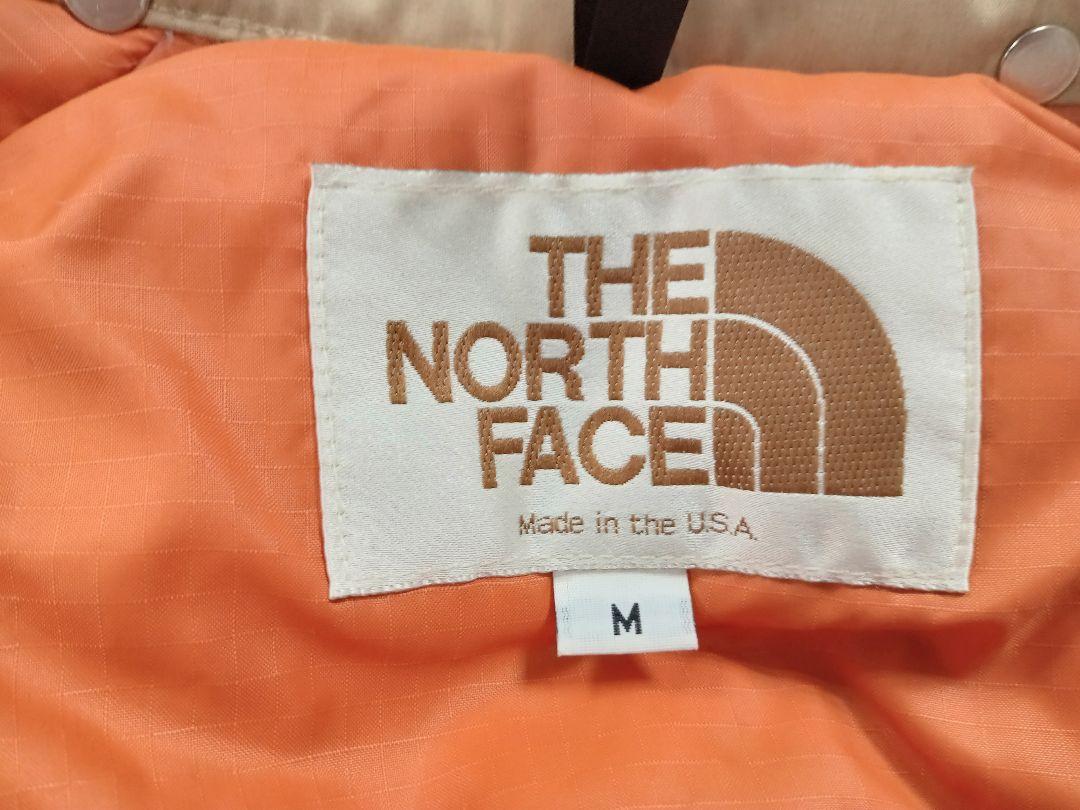 THE
NORTH
FACE
Made in the U.S.A.
M